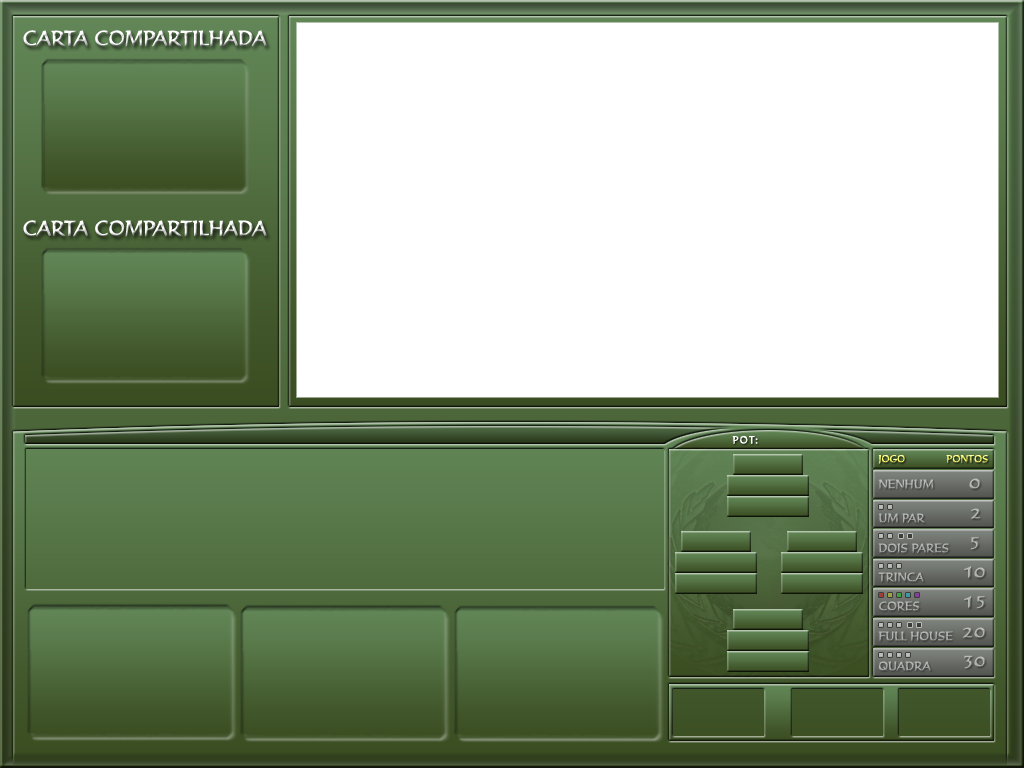 CARTA COMPARTILHADA
CARTA COMPARTILHADA
POT:
JOGO PONTOS
NENHUM 0
UM PAR 2
DOIS PARES 5
TRINCA 10
CORES 15
FULL HOUSE 20
QUADRA 30